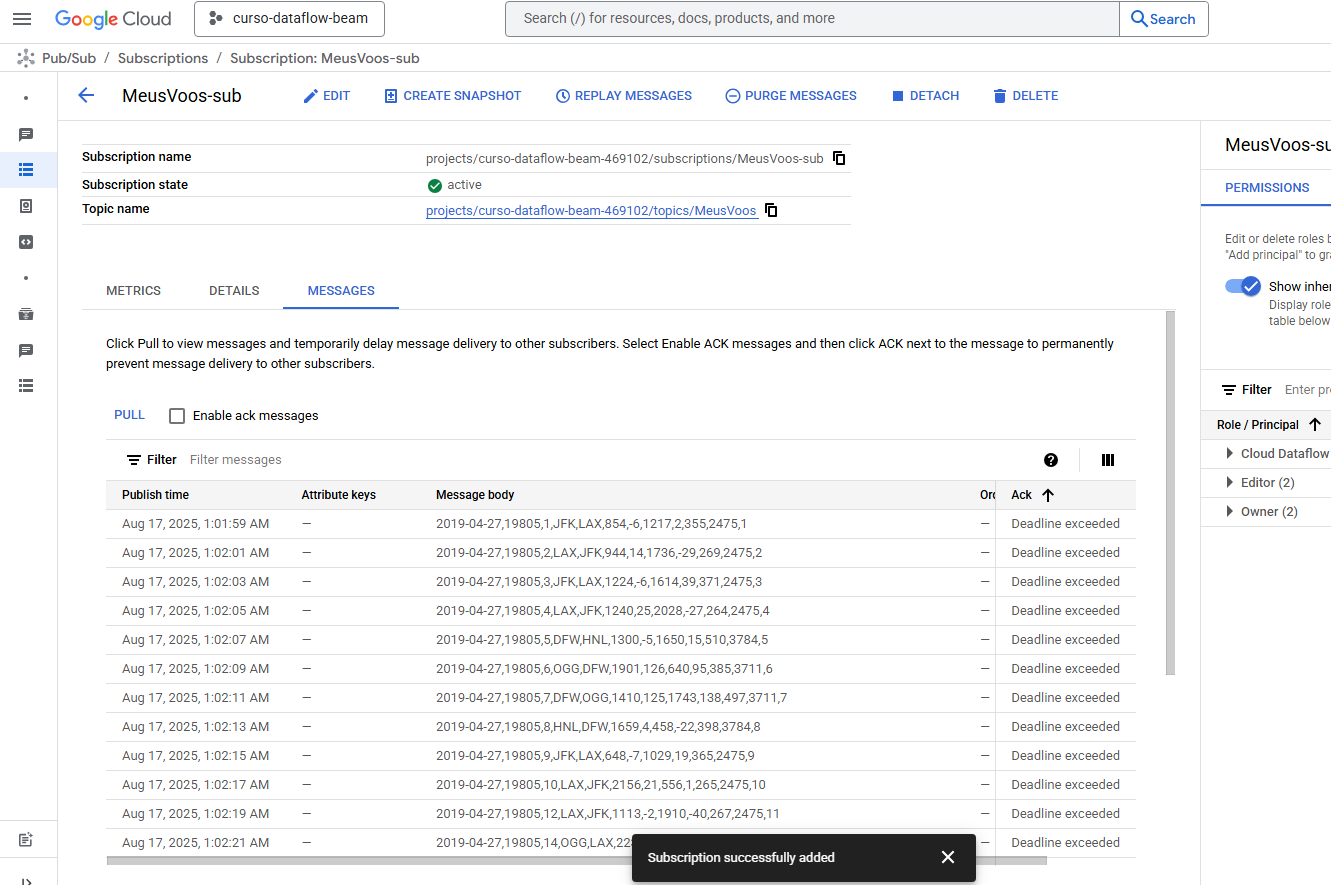 Google Cloud curso-dataflow-beam Search (/) for resources, docs, products, and more Search
Pub/Sub / Subscriptions / Subscription: MeusVoos-sub
MeusVoos-sub EDIT CREATE SNAPSHOT REPLAY MESSAGES PURGE MESSAGES DETACH DELETE
Subscription name projects/curso-dataflow-beam-469102/subscriptions/MeusVoos-sub
Subscription state active
Topic name projects/curso-dataflow-beam-469102/topics/MeusVoos
METRICS DETAILS MESSAGES
Click Pull to view messages and temporarily delay message delivery to other subscribers. Select Enable ACK messages and then click ACK next to the message to permanently
prevent message delivery to other subscribers.
PULL Enable ack messages
Filter Filter messages
Publish time Attribute keys Message body Orc Ack
Aug 17, 2025, 1:01:59 AM — 2019-04-27,19805,1,JFK,LAX,854,-6,1217,2,355,2475,1 — Deadline exceeded
Aug 17, 2025, 1:02:01 AM — 2019-04-27,19805,2,LAX,JFK,944,14,1736,-29,269,2475,2 — Deadline exceeded
Aug 17, 2025, 1:02:03 AM — 2019-04-27,19805,3,JFK,LAX,1224,-6,1614,39,371,2475,3 — Deadline exceeded
Aug 17, 2025, 1:02:05 AM — 2019-04-27,19805,4,LAX,JFK,1240,25,2028,-27,264,2475,4 — Deadline exceeded
Aug 17, 2025, 1:02:07 AM — 2019-04-27,19805,5,DFW,HNL,1300,-5,1650,15,510,3784,5 — Deadline exceeded
Aug 17, 2025, 1:02:09 AM — 2019-04-27,19805,6,OGG,DFW,1901,126,640,95,385,3711,6 — Deadline exceeded
Aug 17, 2025, 1:02:11 AM — 2019-04-27,19805,7,DFW,OGG,1410,125,1743,138,497,3711,7 — Deadline exceeded
Aug 17, 2025, 1:02:13 AM — 2019-04-27,19805,8,HNL,DFW,1659,4,458,-22,398,3784,8 — Deadline exceeded
Aug 17, 2025, 1:02:15 AM — 2019-04-27,19805,9,JFK,LAX,648,-7,1029,19,365,2475,9 — Deadline exceeded
Aug 17, 2025, 1:02:17 AM — 2019-04-27,19805,10,LAX,JFK,2156,21,556,1,265,2475,10 — Deadline exceeded
Aug 17, 2025, 1:02:19 AM — 2019-04-27,19805,12,LAX,JFK,1113,-2,1910,-40,267,2475,11 — Deadline exceeded
Aug 17, 2025, 1:02:21 AM — 2019-04-27,19805,14,OGG,LAX,22 — Deadline exceeded
Subscription successfully added
MeusVoos-su
PERMISSIONS
Edit or delete roles b
"Add principal" to gra
Show inher
Display role
table below
Filter Enter pro
Role / Principal
Cloud Dataflow
Editor (2)
Owner (2)